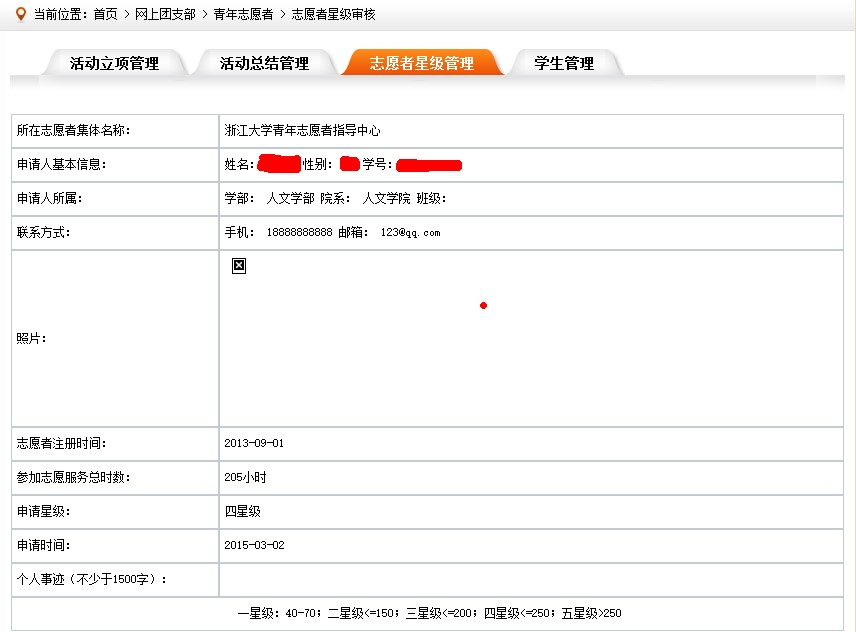 当前位置：首页 > 网上团支部 > 青年志愿者 > 志愿者星级审核
活动立项管理 活动总结管理 志愿者星级管理 学生管理
所在志愿者集体名称： 浙江大学青年志愿者指导中心
申请人基本信息： 姓名： 性别： 学号：
申请人所属： 学部： 人文学部 院系： 人文学院 班级：
联系方式： 手机： 18888888888 邮箱： 123@qq.com
照片：
志愿者注册时间： 2013-09-01
参加志愿服务总时数： 205小时
申请星级： 四星级
申请时间： 2015-03-02
个人事迹（不少于1500字）：
一星级：40-70；二星级<=150；三星级<=200；四星级<=250；五星级>250